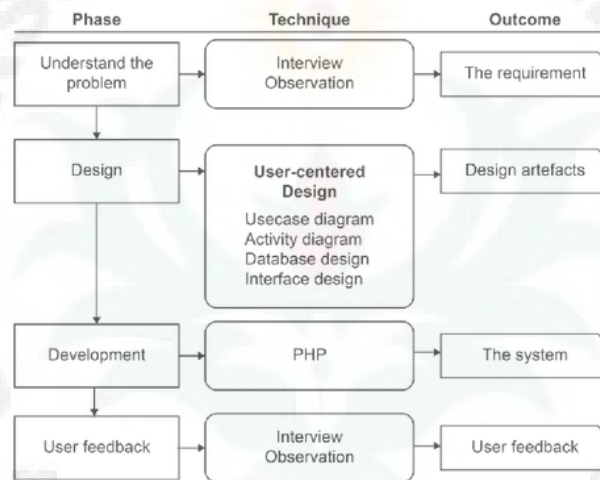 Phase
Technique
Outcome
Understand the
problem
Interview
Observation
The requirement
Design
User-centered
Design
Usecase diagram
Activity diagram
Database design
Interface design
Design artefacts
Development
PHP
The system
User feedback
Interview
Observation
User feedback